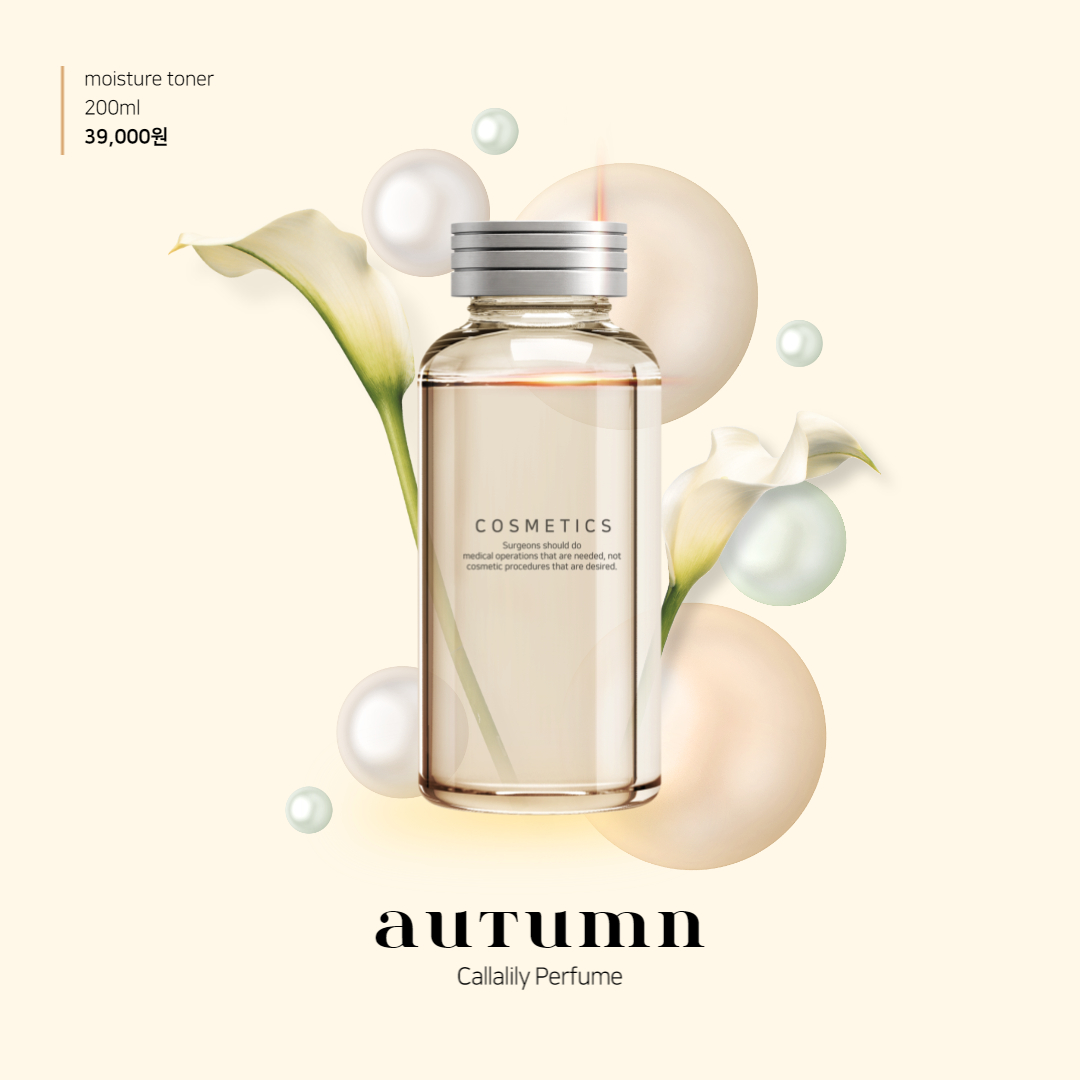 moisture toner
200ml
39,000원
COSMETICS
Surgeons should do
medical operations that are needed, not
cosmetic procedures that are desired.
autumn
Callalily Perfume